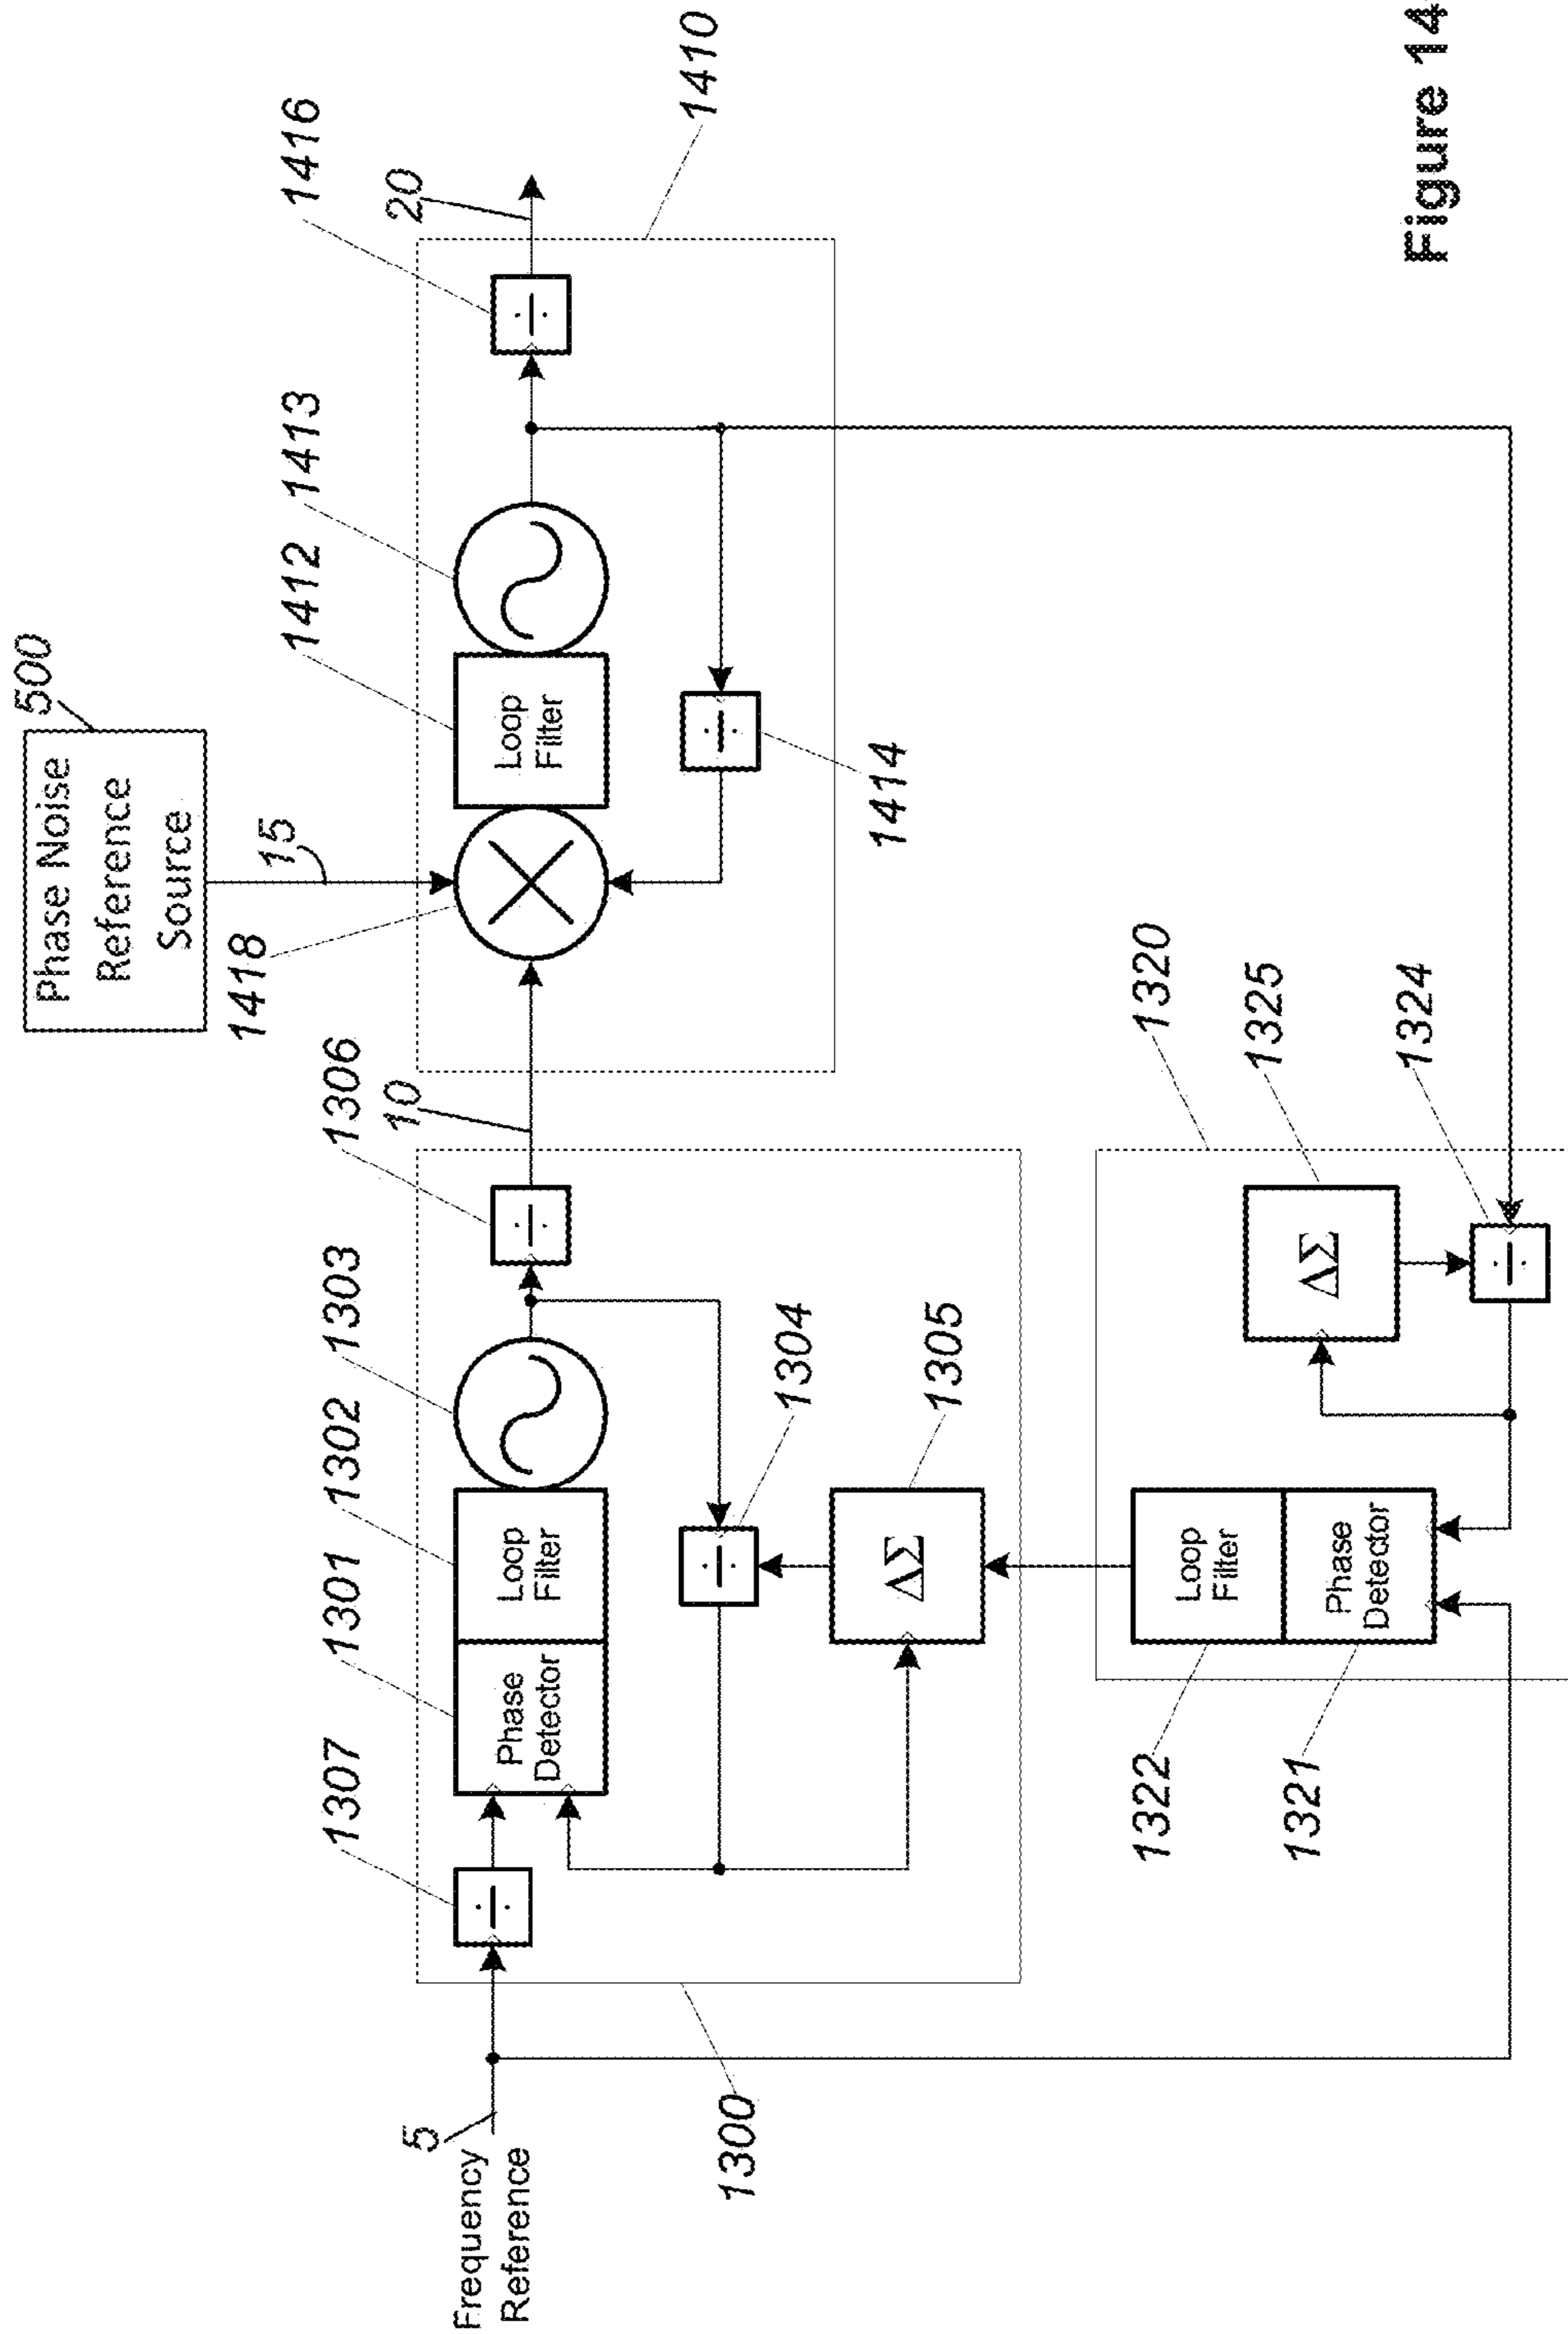 Phase Noise
Reference
Source
500
15
1418
1412
1413
1416
20
1410
Loop
Filter
1414
1307
1301
1302
1303
1306
10
Phase
Detector
Loop
Filter
5
Frequency
Reference
÷
1304
ΔΣ
1305
1300
1320
1325
1324
ΔΣ
Loop
Filter
Phase
Detector
1322
1321
Figure 14